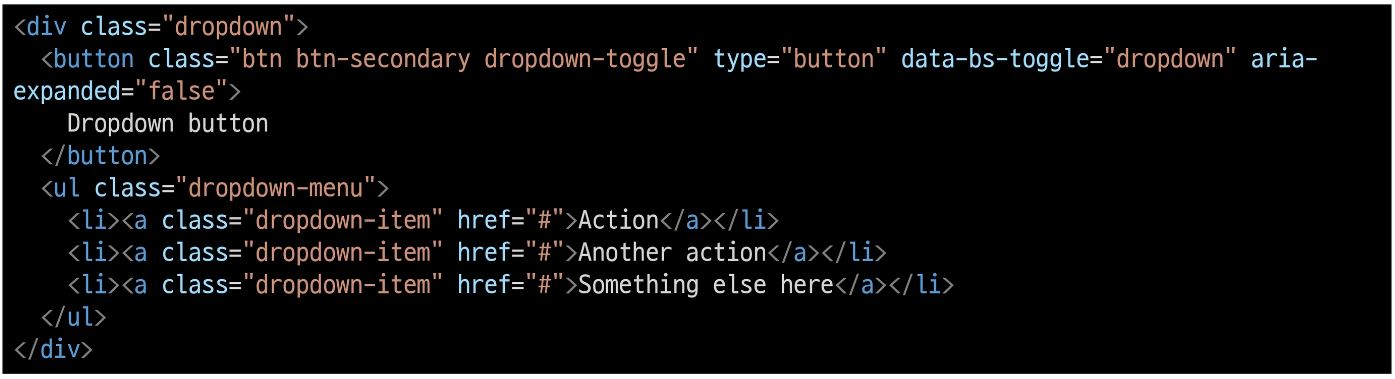 <div class="dropdown">
  <button class="btn btn-secondary dropdown-toggle" type="button" data-bs-toggle="dropdown" aria-
expanded="false">
    Dropdown button
  </button>
  <ul class="dropdown-menu">
    <li><a class="dropdown-item" href="#">Action</a></li>
    <li><a class="dropdown-item" href="#">Another action</a></li>
    <li><a class="dropdown-item" href="#">Something else here</a></li>
  </ul>
</div>